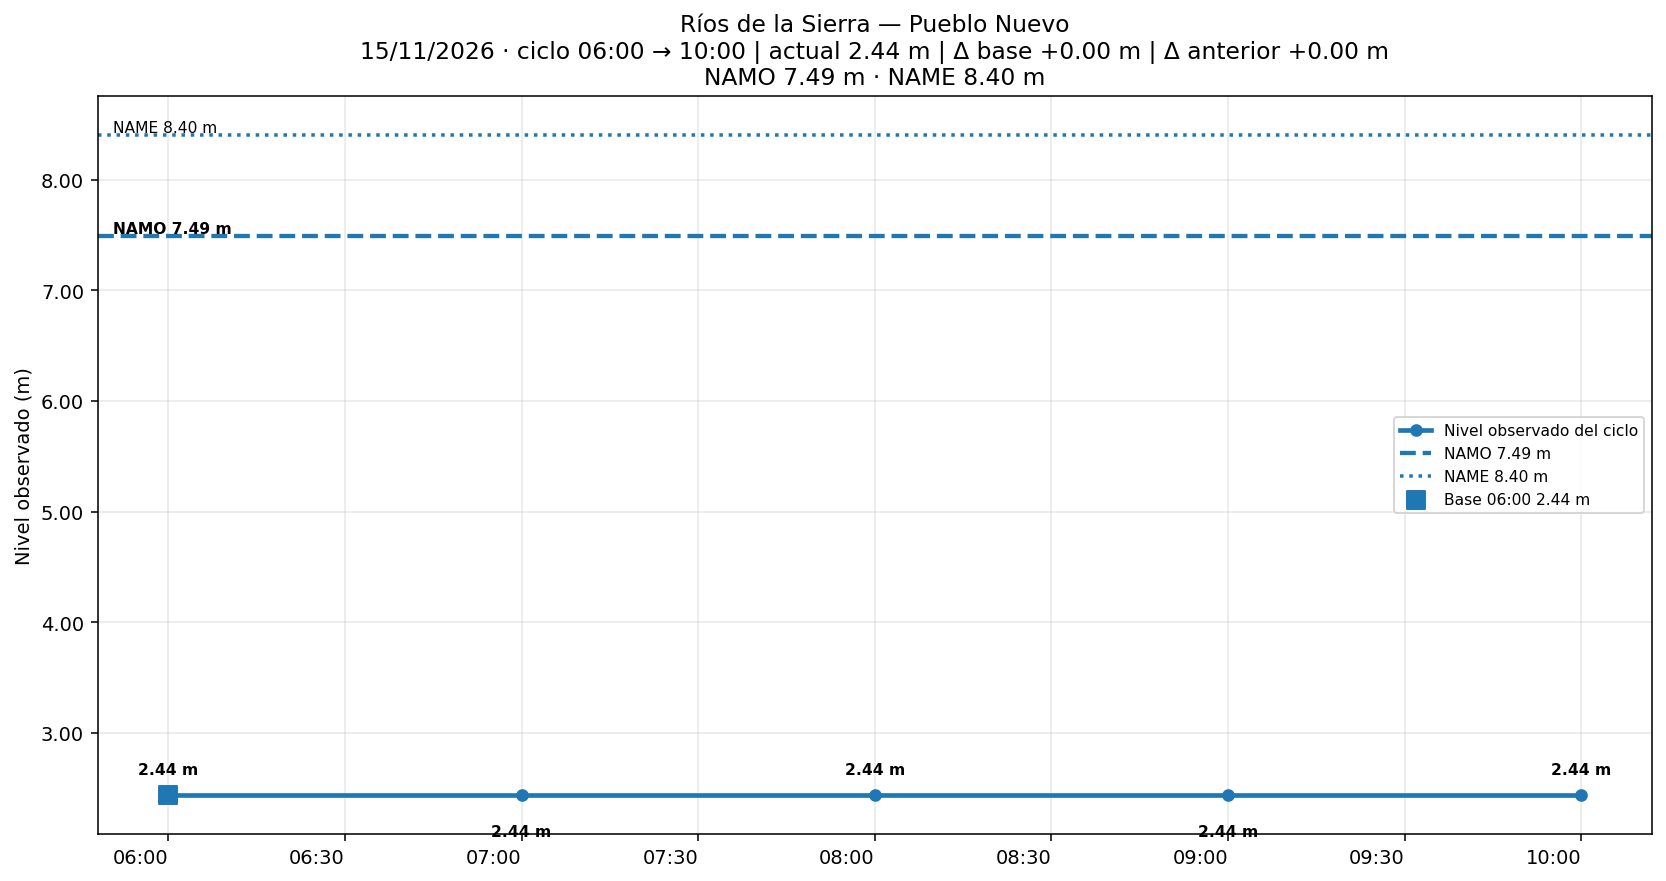 Ríos de la Sierra — Pueblo Nuevo
15/11/2026 · ciclo 06:00 → 10:00 | actual 2.44 m | Δ base +0.00 m | Δ anterior +0.00 m
NAMO 7.49 m · NAME 8.40 m
NAME 8.40 m
8.00
NAMO 7.49 m
7.00
6.00
Nivel observado (m)
Nivel observado del ciclo
NAMO 7.49 m
NAME 8.40 m
Base 06:00 2.44 m
5.00
4.00
3.00
2.44 m
2.44 m
2.44 m
2.44 m
2.44 m
06:00
06:30
07:00
07:30
08:00
08:30
09:00
09:30
10:00